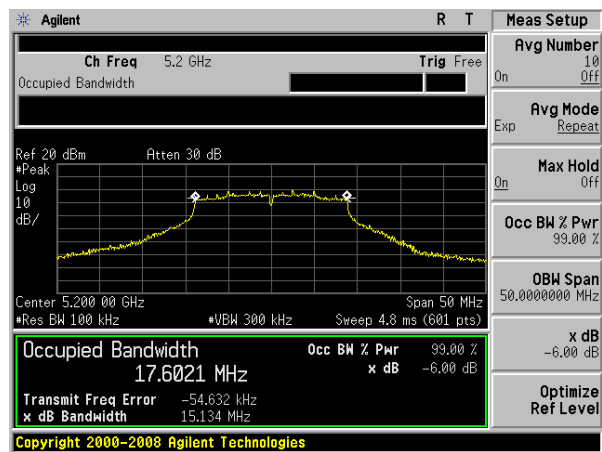 Agilent R T Meas Setup
Ch Freq 5.2 GHz Trig Free
Occupied Bandwidth
Avg Number
10
On Off
Avg Mode
Exp Repeat
Max Hold
On Off
Occ BW % Pwr
99.00 %
OBW Span
50.0000000 MHz
x dB
-6.00 dB
Optimize
Ref Level
Ref 20 dBm Atten 30 dB
#Peak
Log
10
dB/
Center 5.200 00 GHz Span 50 MHz
#Res BW 100 kHz #VBW 300 kHz Sweep 4.8 ms (601 pts)
Occupied Bandwidth Occ BW % Pwr 99.00 %
17.6021 MHz x dB -6.00 dB
Transmit Freq Error -54.632 kHz
x dB Bandwidth 15.134 MHz
Copyright 2000-2008 Agilent Technologies